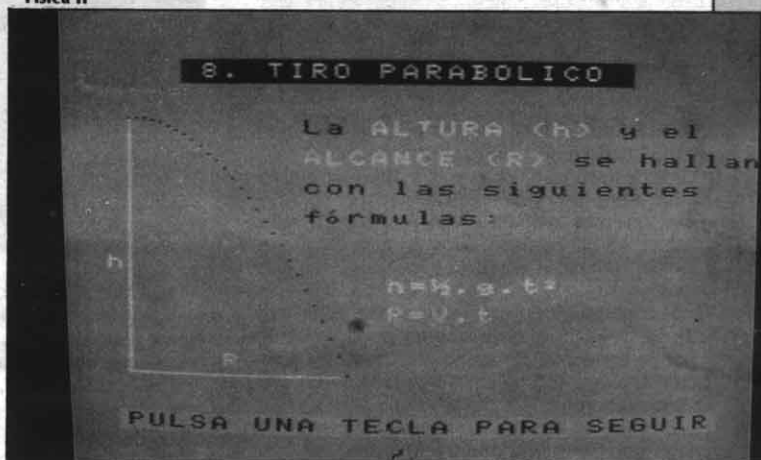 Física II
8. TIRO PARABOLICO
La ALTURA (h) y el
ALCANCE (R) se hallan
con las siguientes
fórmulas:
h
h=½.g.t²
R=V.t
R
PULSA UNA TECLA PARA SEGUIR